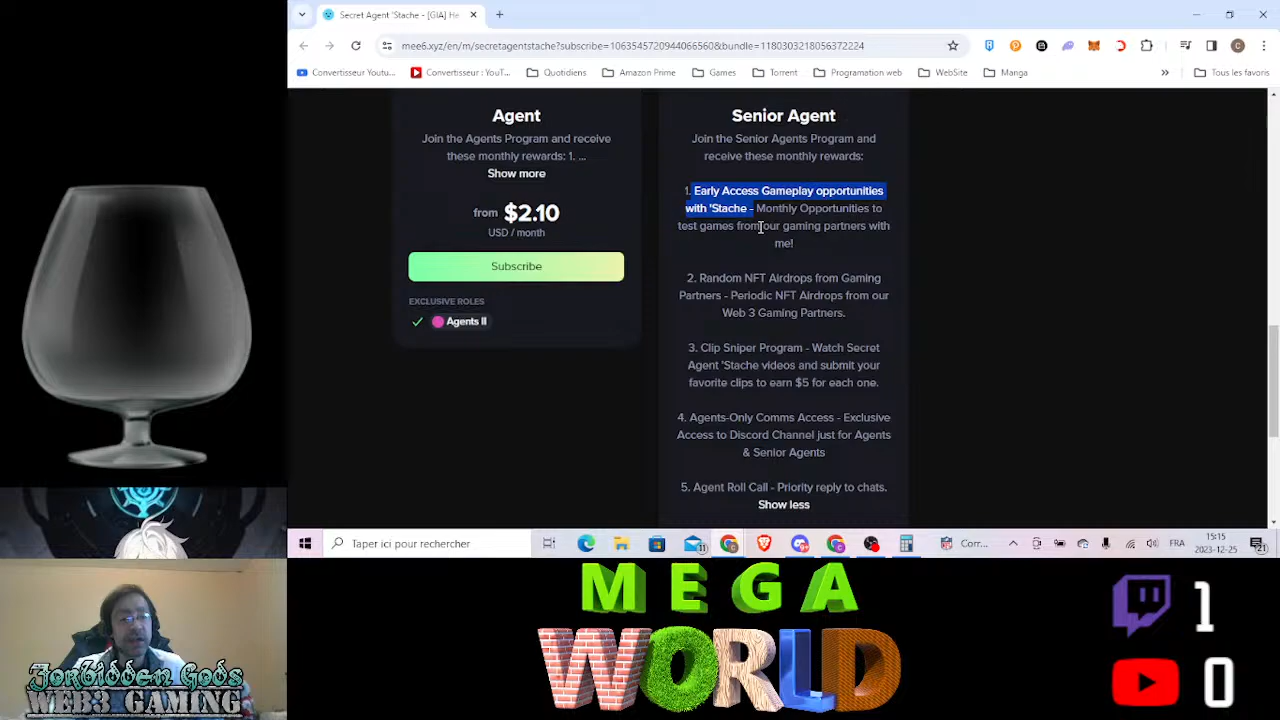 Secret Agent 'Stache - [GIA] He
mee6.xyz/en/m/secretagentstache?subscribe=1063545720944066560&bundle=1180303218056372224
Convertisseur Youtu...
Convertisseur : YouT...
Quotidiens
Amazon Prime
Games
Torrent
Programation web
WebSite
Manga
»
Tous les favoris
Agent
Join the Agents Program and receive
these monthly rewards: 1. ...
Show more
from $2.10
USD / month
Subscribe
EXCLUSIVE ROLES
Agents II
Senior Agent
Join the Senior Agents Program and
receive these monthly rewards:
1. Early Access Gameplay opportunities
with 'Stache - Monthly Opportunities to
test games from our gaming partners with
me!
2. Random NFT Airdrops from Gaming
Partners - Periodic NFT Airdrops from our
Web 3 Gaming Partners.
3. Clip Sniper Program - Watch Secret
Agent 'Stache videos and submit your
favorite clips to earn $5 for each one.
4. Agents-Only Comms Access - Exclusive
Access to Discord Channel just for Agents
& Senior Agents
5. Agent Roll Call - Priority reply to chats.
Show less
Taper ici pour rechercher
11
Corr...
FRA
15:15
2023-12-25
21
Forbidden Gods
WEB3 GAMING
MEGA
WORLD
1
0